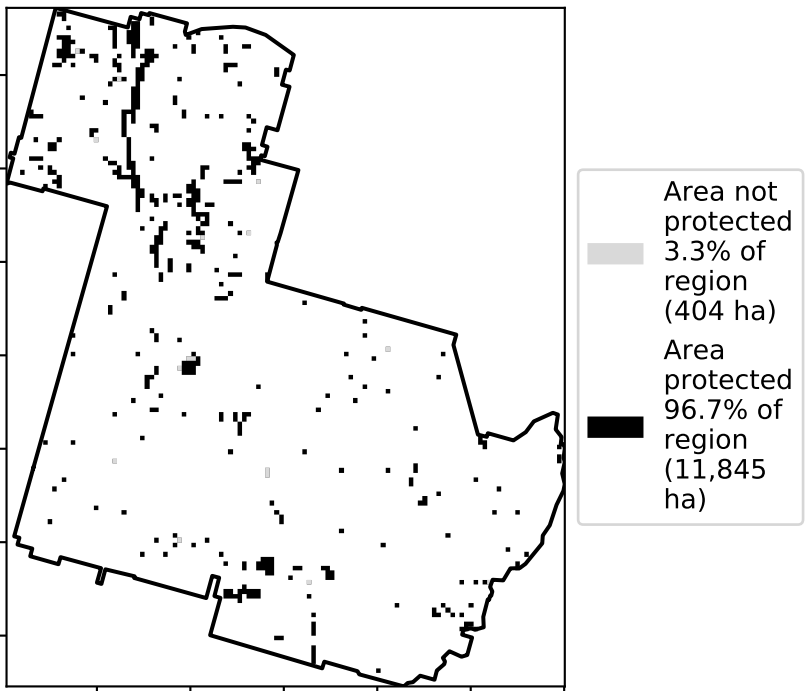 Area not
protected
3.3% of
region
(404 ha)
Area
protected
96.7% of
region
(11,845
ha)